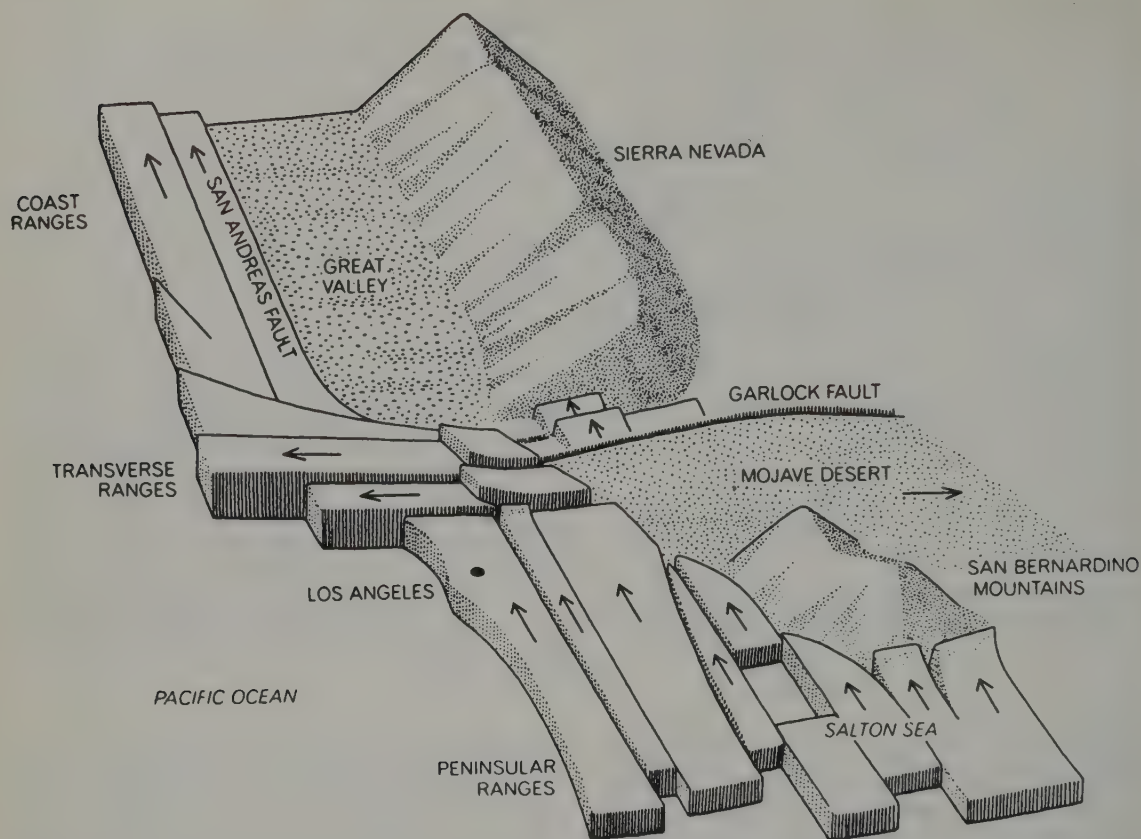 SIERRA NEVADA
COAST
RANGES
SAN ANDREAS FAULT
GREAT
VALLEY
GARLOCK FAULT
TRANSVERSE
RANGES
MOJAVE DESERT
LOS ANGELES
SAN BERNARDINO
MOUNTAINS
PACIFIC OCEAN
SALTON SEA
PENINSULAR
RANGES